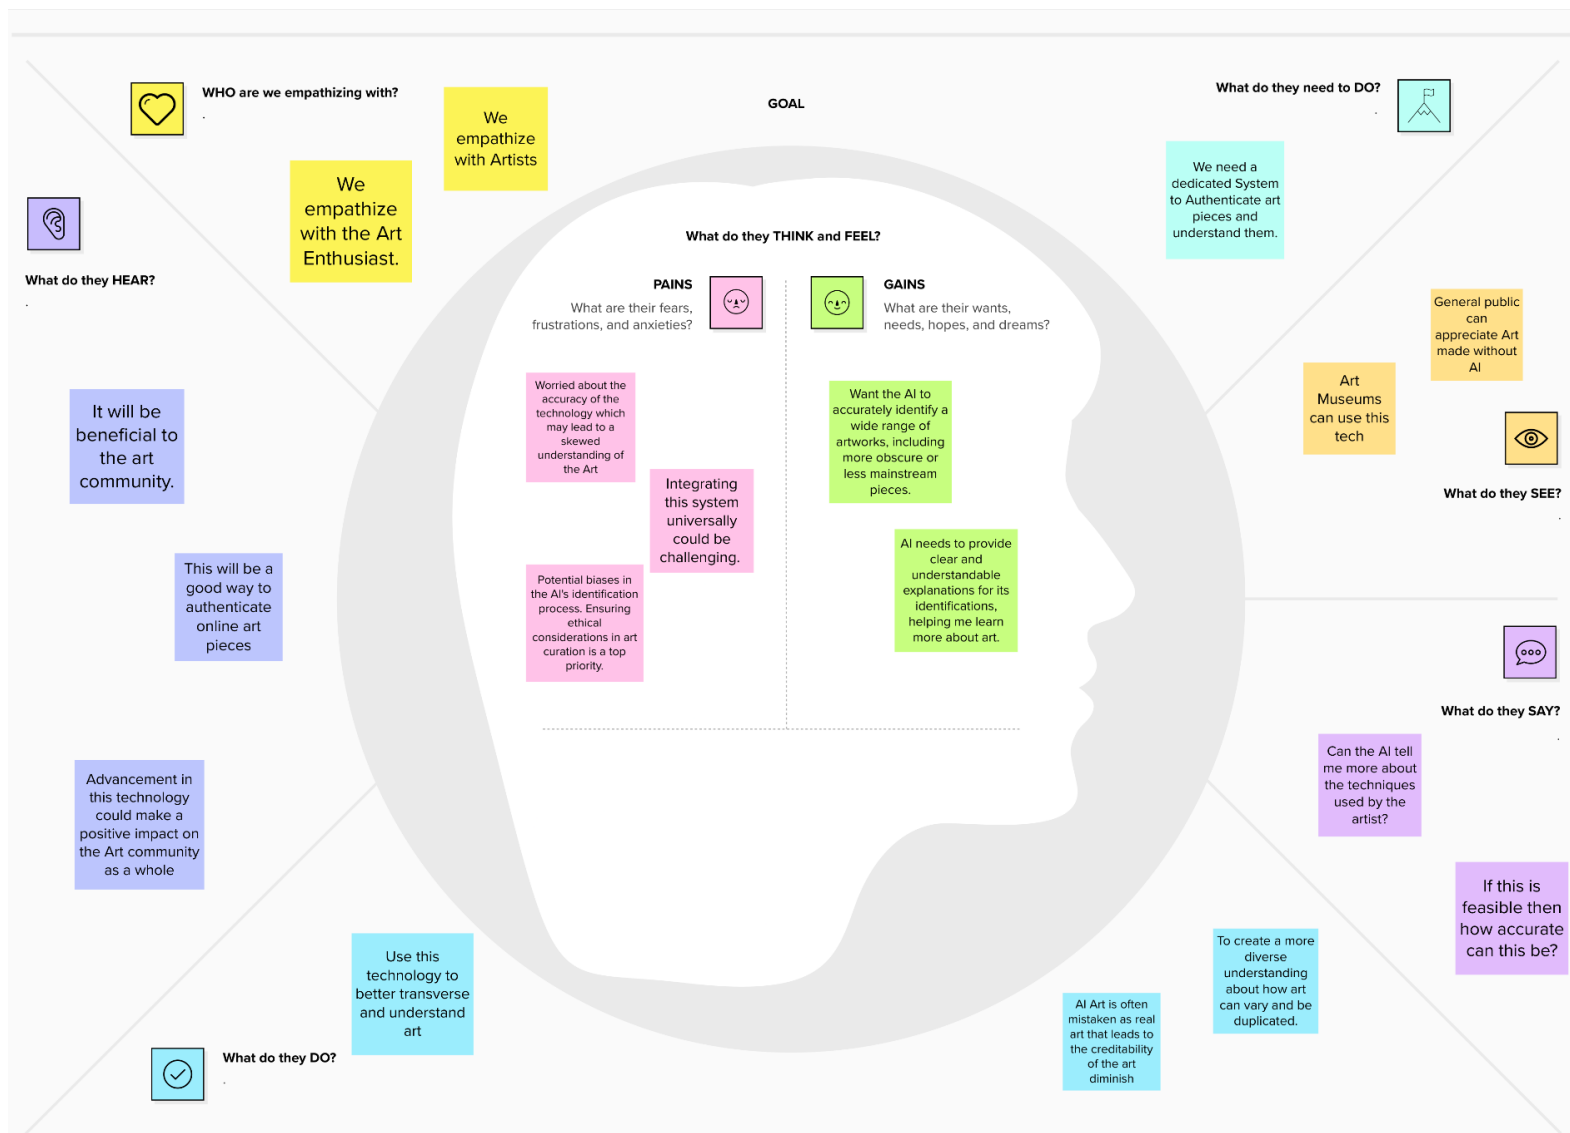 WHO are we empathizing with?
.
We
empathize
with Artists
We
empathize
with the Art
Enthusiast.
GOAL
What do they need to DO?
.
We need a
dedicated System
to Authenticate art
pieces and
understand them.
What do they HEAR?
.
It will be
beneficial to
the art
community.
This will be a
good way to
authenticate
online art
pieces
Advancement in
this technology
could make a
positive impact on
the Art community
as a whole
What do they THINK and FEEL?
PAINS
What are their fears,
frustrations, and anxieties?
Worried about the
accuracy of the
technology which
may lead to a
skewed
understanding of
the Art
Integrating
this system
universally
could be
challenging.
Potential biases in
the AI's identification
process. Ensuring
ethical
considerations in art
curation is a top
priority.
GAINS
What are their wants,
needs, hopes, and dreams?
Want the AI to
accurately identify a
wide range of
artworks, including
more obscure or
less mainstream
pieces.
AI needs to provide
clear and
understandable
explanations for its
identifications,
helping me learn
more about art.
General public
can
appreciate Art
made without
AI
Art
Museums
can use this
tech
What do they SEE?
.
What do they SAY?
.
Can the AI tell
me more about
the techniques
used by the
artist?
If this is
feasible then
how accurate
can this be?
Use this
technology to
better transverse
and understand
art
What do they DO?
.
To create a more
diverse
understanding
about how art
can vary and be
duplicated.
AI Art is often
mistaken as real
art that leads to
the creditability
of the art
diminish